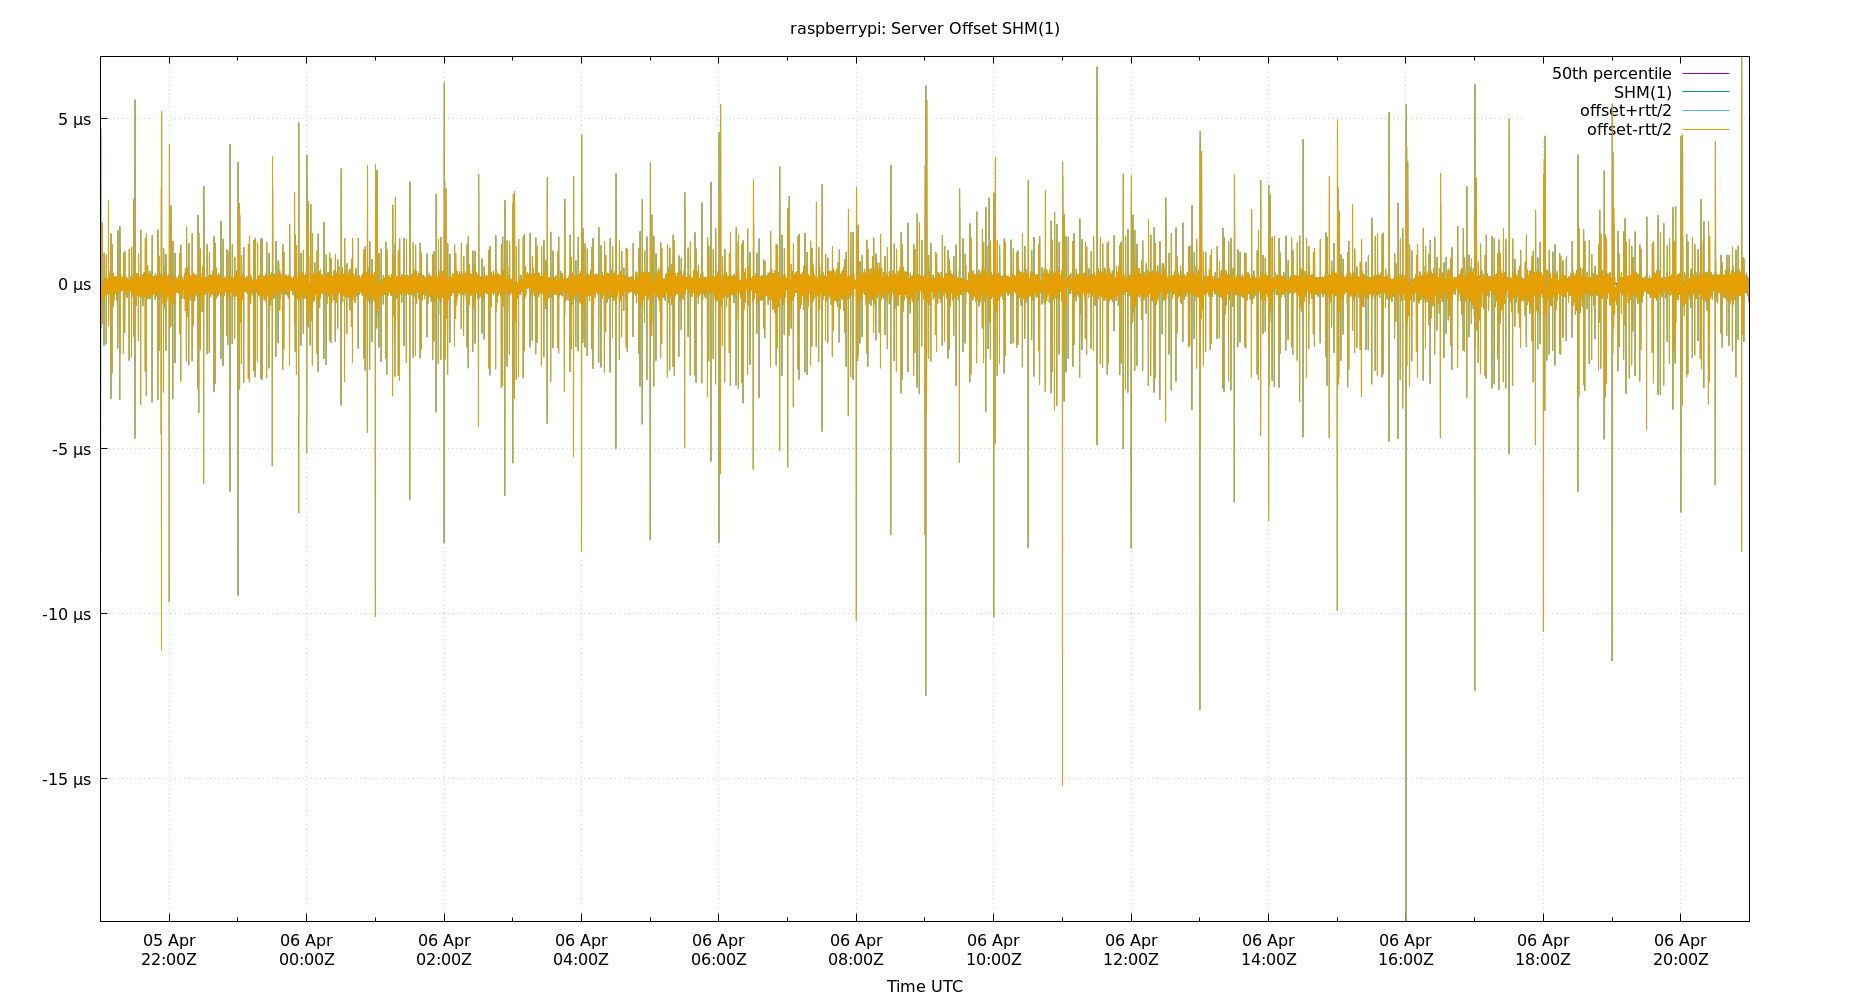 raspberrypi: Server Offset SHM(1)
50th percentile
SHM(1)
offset+rtt/2
offset-rtt/2
5 µs
0 µs
-5 µs
-10 µs
-15 µs
05 Apr 06 Apr 06 Apr 06 Apr 06 Apr 06 Apr 06 Apr 06 Apr 06 Apr 06 Apr 06 Apr 06 Apr
22:00Z 00:00Z 02:00Z 04:00Z 06:00Z 08:00Z 10:00Z 12:00Z 14:00Z 16:00Z 18:00Z 20:00Z
Time UTC